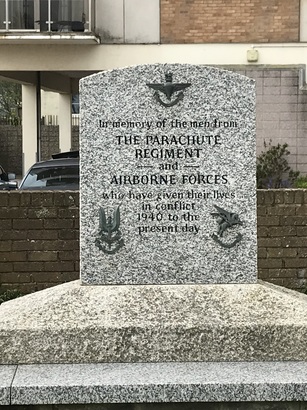 In memory of the men from
THE PARACHUTE
REGIMENT
and
AIRBORNE FORCES
who have given their lives
in conflict
1940 to the
present day